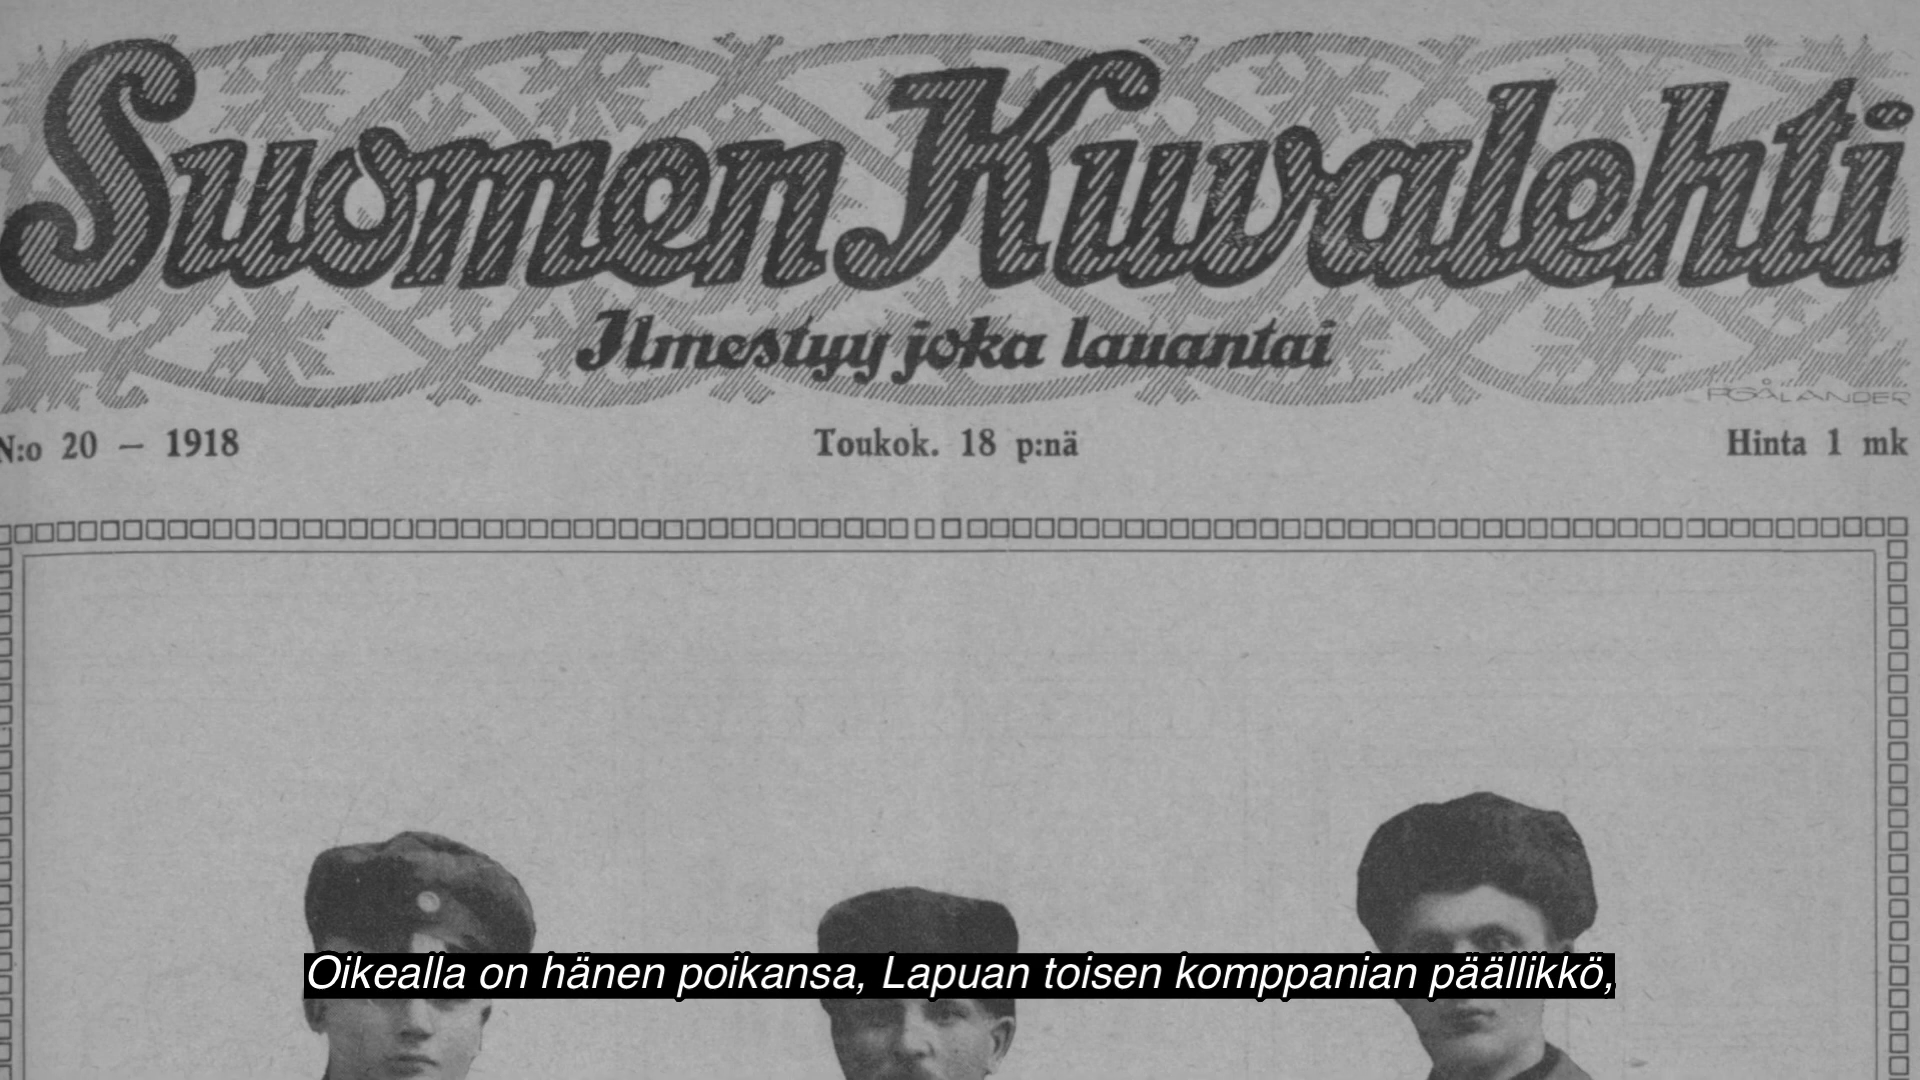 Suomen Kuvalehti
Ilmestyy joka lauantai
PGÅLANDER
N:o 20 — 1918 Toukok. 18 p:nä Hinta 1 mk
Oikealla on hänen poikansa, Lapuan toisen komppanian päällikkö,